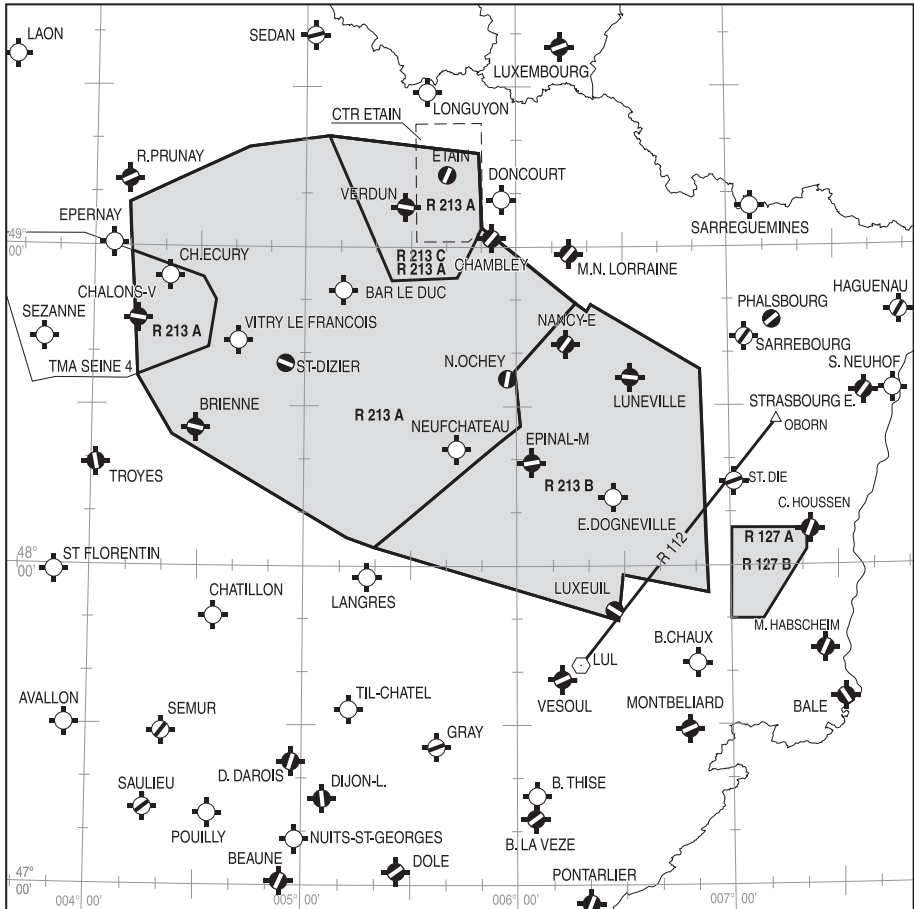 LAON
SEDAN
LUXEMBOURG
LONGUYON
CTR ETAIN
R.PRUNAY
ETAIN
DONCOURT
VERDUN
R 213 A
SARREGUEMINES
EPERNAY
49°
00'
CH.ECURY
R 213 C
R 213 A
CHAMBLEY
M.N. LORRAINE
BAR LE DUC
HAGUENAU
CHALONS-V
PHALSBOURG
SEZANNE
R 213 A
VITRY LE FRANCOIS
NANCY-E
SARREBOURG
TMA SEINE 4
ST-DIZIER
N.OCHEY
S. NEUHOF
LUNEVILLE
STRASBOURG E.
BRIENNE
R 213 A
NEUFCHATEAU
OBORN
EPINAL-M
TROYES
ST. DIE
R 213 B
E.DOGNEVILLE
C. HOUSSEN
R 127 A
R 112
48°
00'
ST FLORENTIN
R 127 B
CHATILLON
LANGRES
LUXEUIL
M. HABSCHEIM
B.CHAUX
LUL
AVALLON
SEMUR
TIL-CHATEL
VESOUL
MONTBELIARD
BALE
GRAY
D. DAROIS
SAULIEU
DIJON-L.
B. THISE
POUILLY
NUITS-ST-GEORGES
B. LA VEZE
BEAUNE
DOLE
PONTARLIER
47°
00'
004° 00'
005° 00'
006° 00'
007° 00'